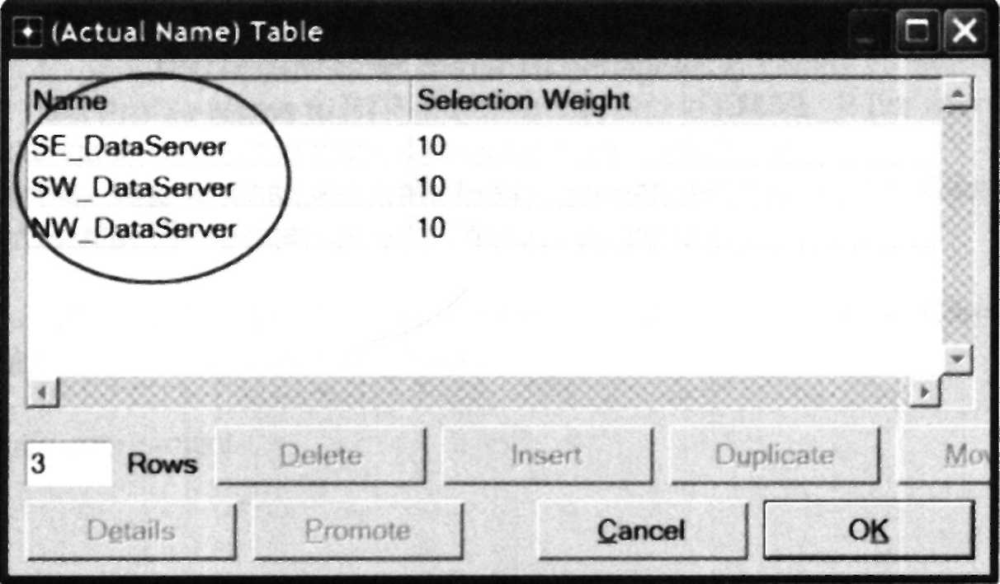 (Actual Name) Table
Name Selection Weight
SE_DataServer 10
SW_DataServer 10
NW_DataServer 10
3 Rows Delete Insert Duplicate Mov
Details Promote Cancel OK